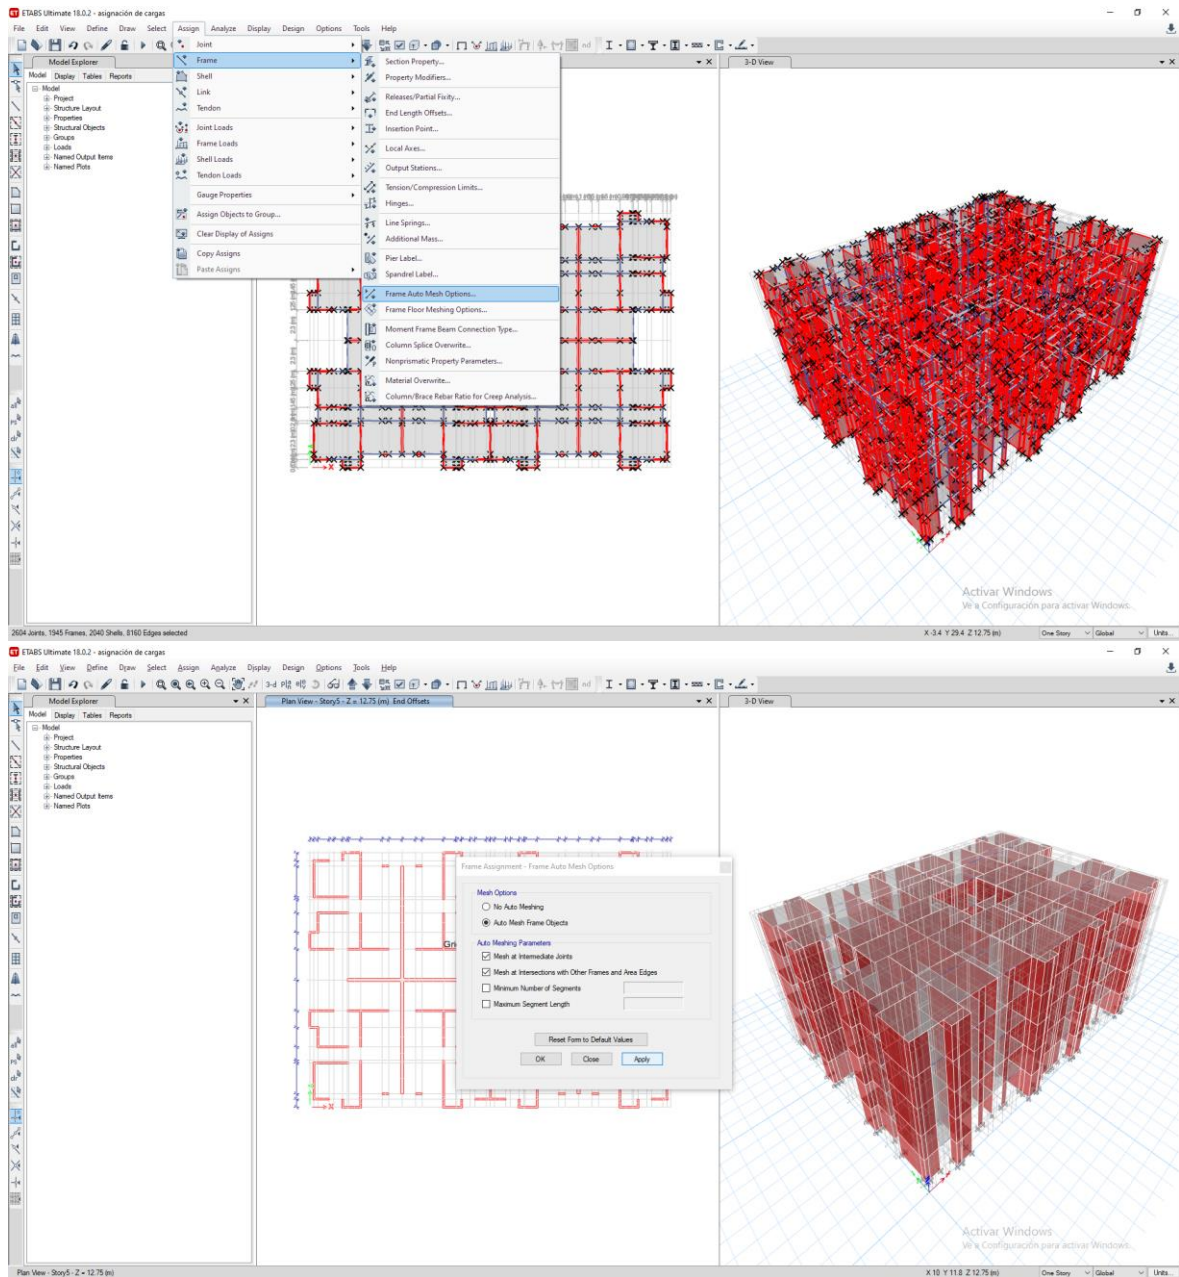 ETABS Ultimate 18.0.2 - asignación de cargas
File Edit View Define Draw Select Assign Analyze Display Design Options Tools Help
Model Explorer
Model Display Tables Reports
Model
Project
Structure Layout
Properties
Structural Objects
Groups
Loads
Named Output Items
Named Plots
Joint
Frame
Shell
Link
Tendon
Joint Loads
Frame Loads
Shell Loads
Tendon Loads
Gauge Properties
Assign Objects to Group...
Clear Display of Assigns
Copy Assigns
Paste Assigns
Section Property...
Property Modifiers...
Releases/Partial Fixity...
End Length Offsets...
Insertion Point...
Local Axes...
Output Stations...
Tension/Compression Limits...
Hinges...
Line Springs...
Additional Mass...
Pier Label...
Spandrel Label...
Frame Auto Mesh Options...
Frame Floor Meshing Options...
Moment Frame Beam Connection Type...
Column Splice Overwrite...
Nonprismatic Property Parameters...
Material Overwrite...
Column/Brace Rebar Ratio for Creep Analysis...
nd
3-D View
X
Activar Windows
Ve a Configuración para activar Windows.
2604 Joints, 1945 Frames, 2040 Shells, 8160 Edges selected
X -3.4 Y 29.4 Z 12.75 (m)
One Story
Global
Units...
ETABS Ultimate 18.0.2 - asignación de cargas
File Edit View Define Draw Select Assign Analyze Display Design Options Tools Help
3-d
nd
Model Explorer
Model Display Tables Reports
Model
Project
Structure Layout
Properties
Structural Objects
Groups
Loads
Named Output Items
Named Plots
Plan View - Story5 - Z = 12.75 (m) End Offsets
X
Frame Assignment - Frame Auto Mesh Options
Mesh Options
No Auto Meshing
Auto Mesh Frame Objects
Auto Meshing Parameters
Mesh at Intermediate Joints
Mesh at Intersections with Other Frames and Area Edges
Minimum Number of Segments
Maximum Segment Length
Reset Form to Default Values
OK Close Apply
3-D View
Activar Windows
Ve a Configuración para activar Windows.
Plan View - Story5 - Z = 12.75 (m)
X 10 Y 11.8 Z 12.75 (m)
One Story
Global
Units...